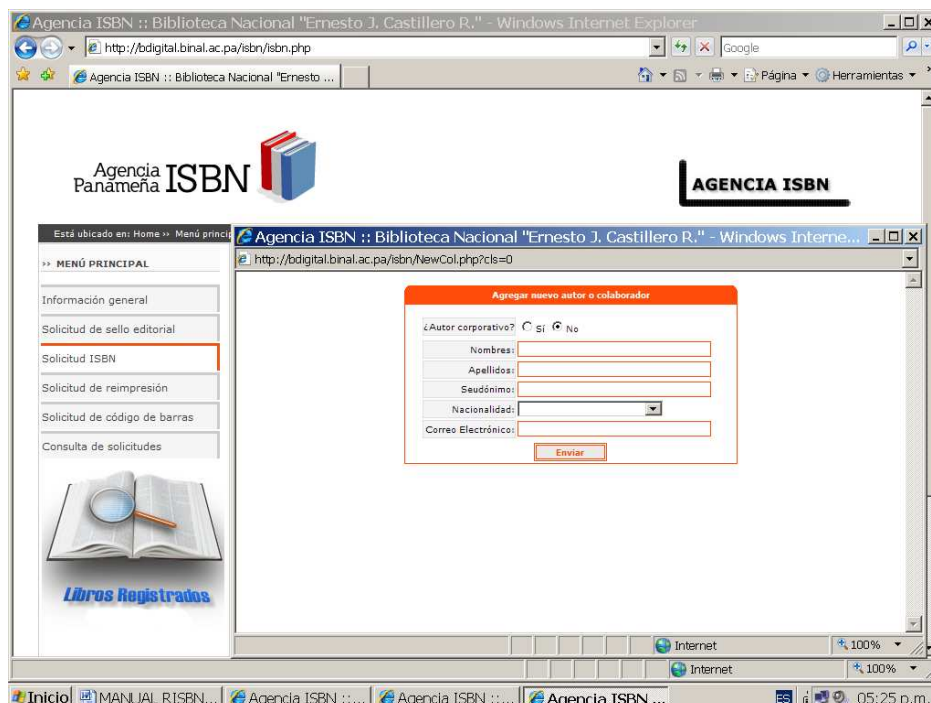 Agencia ISBN :: Biblioteca Nacional "Ernesto J. Castillero R." - Windows Internet Explorer
http://bdigital.binal.ac.pa/isbn/isbn.php
Google
Agencia ISBN :: Biblioteca Nacional "Ernesto ...
Página
Herramientas
Agencia
Panameña ISBN
AGENCIA ISBN
Está ubicado en: Home ›› Menú princip
›› MENÚ PRINCIPAL
Información general
Solicitud de sello editorial
Solicitud ISBN
Solicitud de reimpresión
Solicitud de código de barras
Consulta de solicitudes
Libros Registrados
Agencia ISBN :: Biblioteca Nacional "Ernesto J. Castillero R." - Windows Interne...
http://bdigital.binal.ac.pa/isbn/NewCol.php?cls=0
Agregar nuevo autor o colaborador
¿Autor corporativo? Sí No
Nombres:
Apellidos:
Seudónimo:
Nacionalidad:
Correo Electrónico:
Enviar
Internet 100%
Internet 100%
Inicio MANUAL RISBN... Agencia ISBN ::... Agencia ISBN ::... Agencia ISBN ... ES 05:25 p.m.